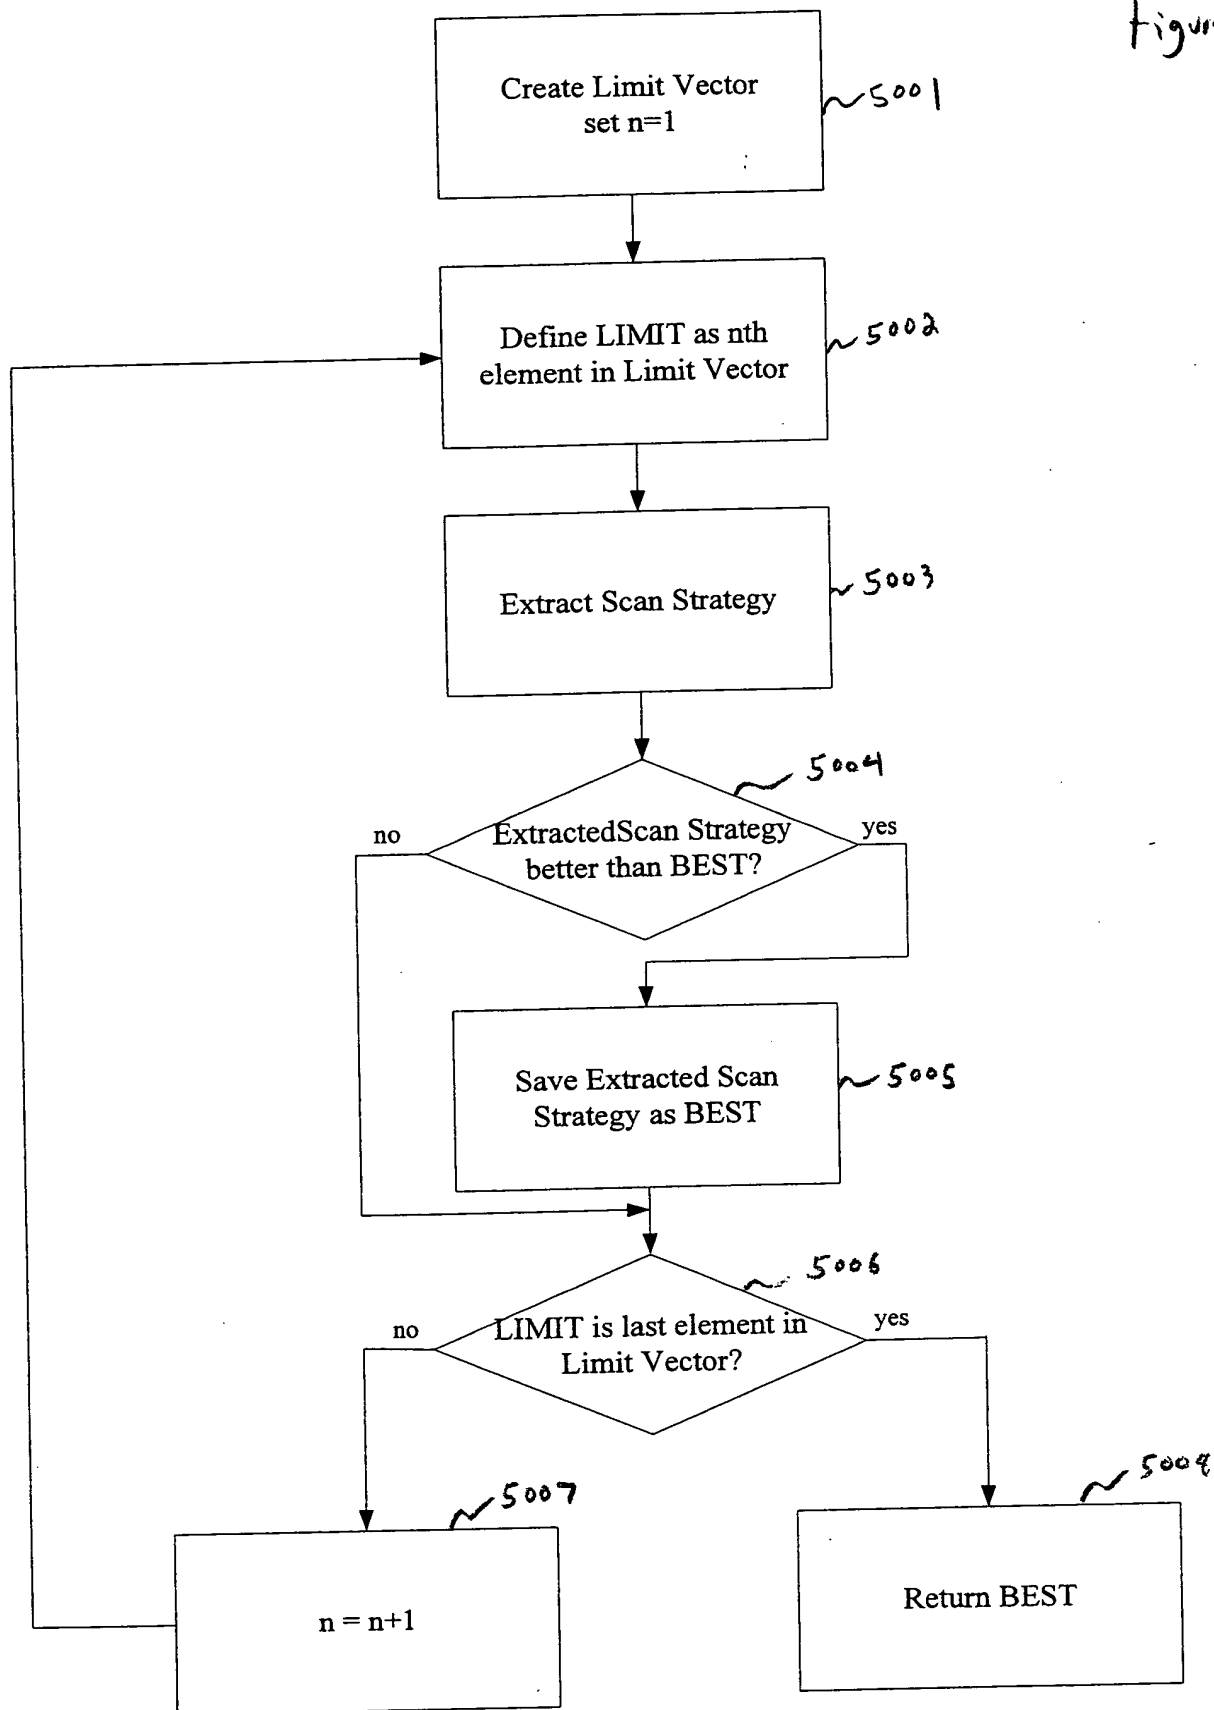 Create Limit Vector
set n=1
5001
Define LIMIT as nth
element in Limit Vector
5002
Extract Scan Strategy
5003
5004
no
ExtractedScan Strategy
better than BEST?
yes
Save Extracted Scan
Strategy as BEST
5005
5006
no
LIMIT is last element in
Limit Vector?
yes
5007
n = n+1
Return BEST